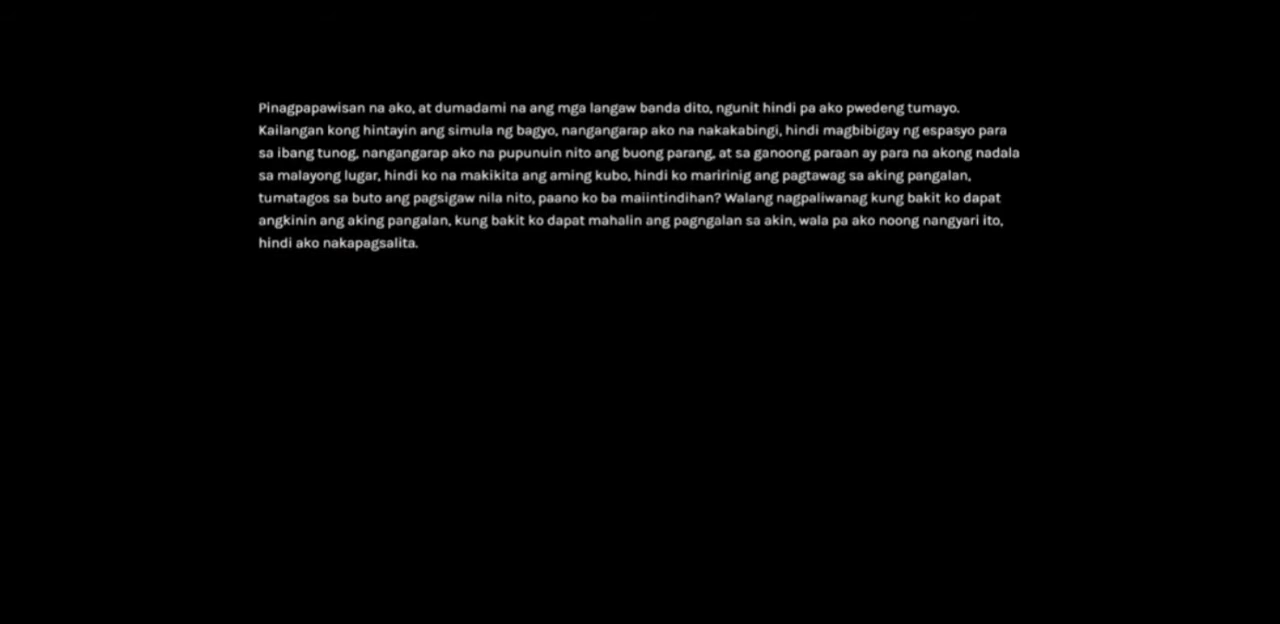 Pinagpapawisan na ako, at dumadami na ang mga langaw banda dito, ngunit hindi pa ako pwedeng tumayo.
Kailangan kong hintayin ang simula ng bagyo, nangangarap ako na nakakabingi, hindi magbibigay ng espasyo para
sa ibang tunog, nangangarap ako na pupunuin nito ang buong parang, at sa ganoong paraan ay para na akong nadala
sa malayong lugar, hindi ko na makikita ang aming kubo, hindi ko maririnig ang pagtawag sa aking pangalan,
tumatagos sa buto ang pagsigaw nila nito, paano ko ba maiintindihan? Walang nagpaliwanag kung bakit ko dapat
angkinin ang aking pangalan, kung bakit ko dapat mahalin ang pagngalan sa akin, wala pa ako noong nangyari ito,
hindi ako nakapagsalita.